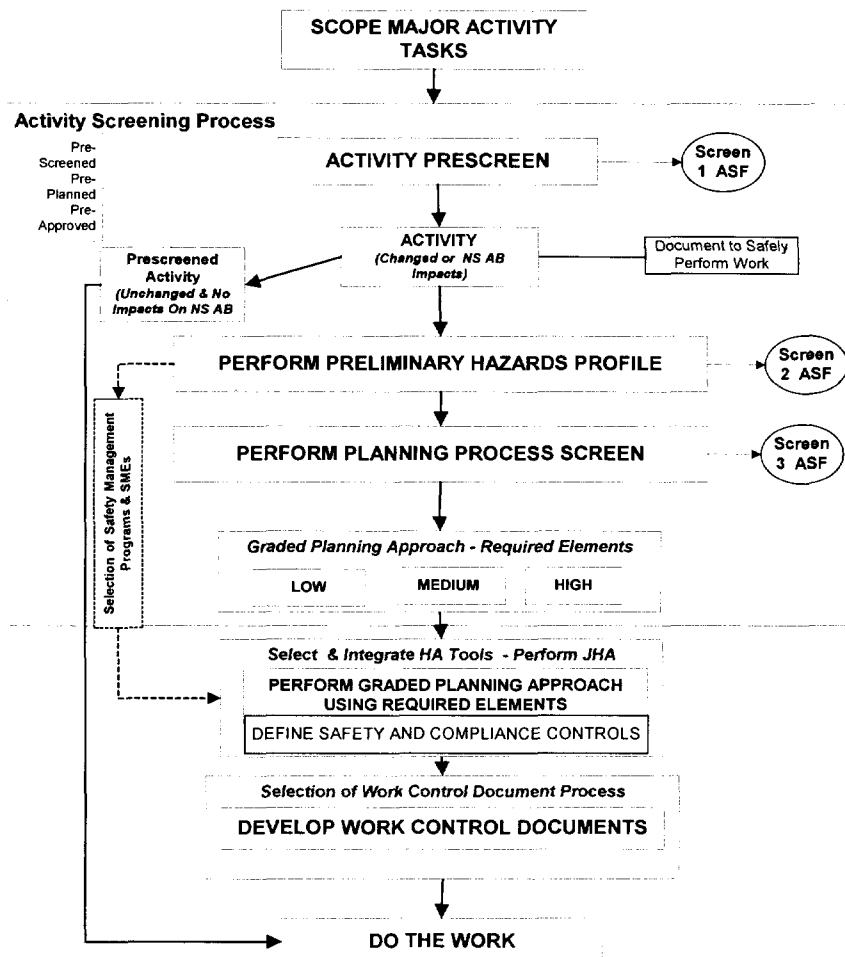 SCOPE MAJOR ACTIVITY
TASKS
Activity Screening Process
Pre-
Screened
Pre-
Planned
Pre-
Approved
ACTIVITY PRESCREEN
Screen
1 ASF
ACTIVITY
(Changed or NS AB
Impacts)
Document to Safely
Perform Work
Prescreened
Activity
(Unchanged & No
Impacts On NS AB
PERFORM PRELIMINARY HAZARDS PROFILE
Screen
2 ASF
Selection of Safety Management
Programs & SMEs
PERFORM PLANNING PROCESS SCREEN
Screen
3 ASF
Graded Planning Approach - Required Elements
LOW
MEDIUM
HIGH
Select & Integrate HA Tools - Perform JHA
PERFORM GRADED PLANNING APPROACH
USING REQUIRED ELEMENTS
DEFINE SAFETY AND COMPLIANCE CONTROLS
Selection of Work Control Document Process
DEVELOP WORK CONTROL DOCUMENTS
DO THE WORK